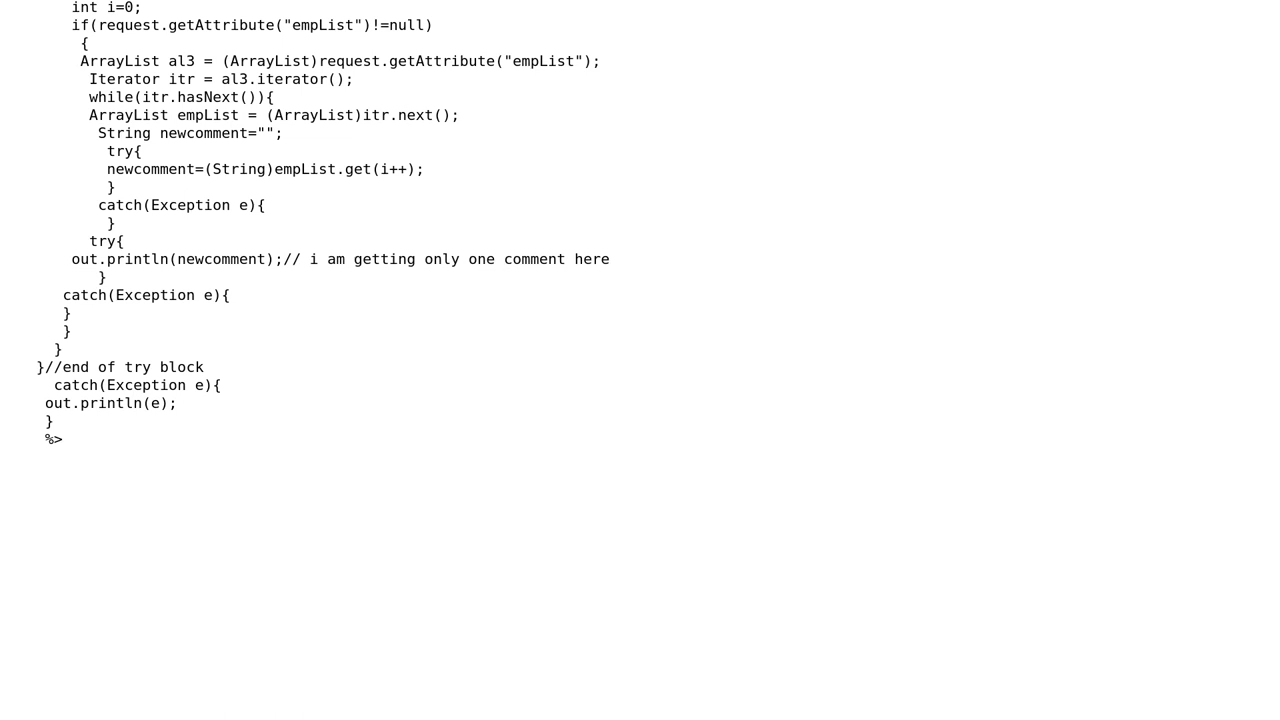 int i=0;
if(request.getAttribute("empList")!=null)
{
ArrayList al3 = (ArrayList)request.getAttribute("empList");
Iterator itr = al3.iterator();
while(itr.hasNext()){
ArrayList empList = (ArrayList)itr.next();
String newcomment="";
try{
newcomment=(String)empList.get(i++);
}
catch(Exception e){
}
try{
out.println(newcomment);// i am getting only one comment here
}
catch(Exception e){
}
}
}
}//end of try block
catch(Exception e){
out.println(e);
}
%>